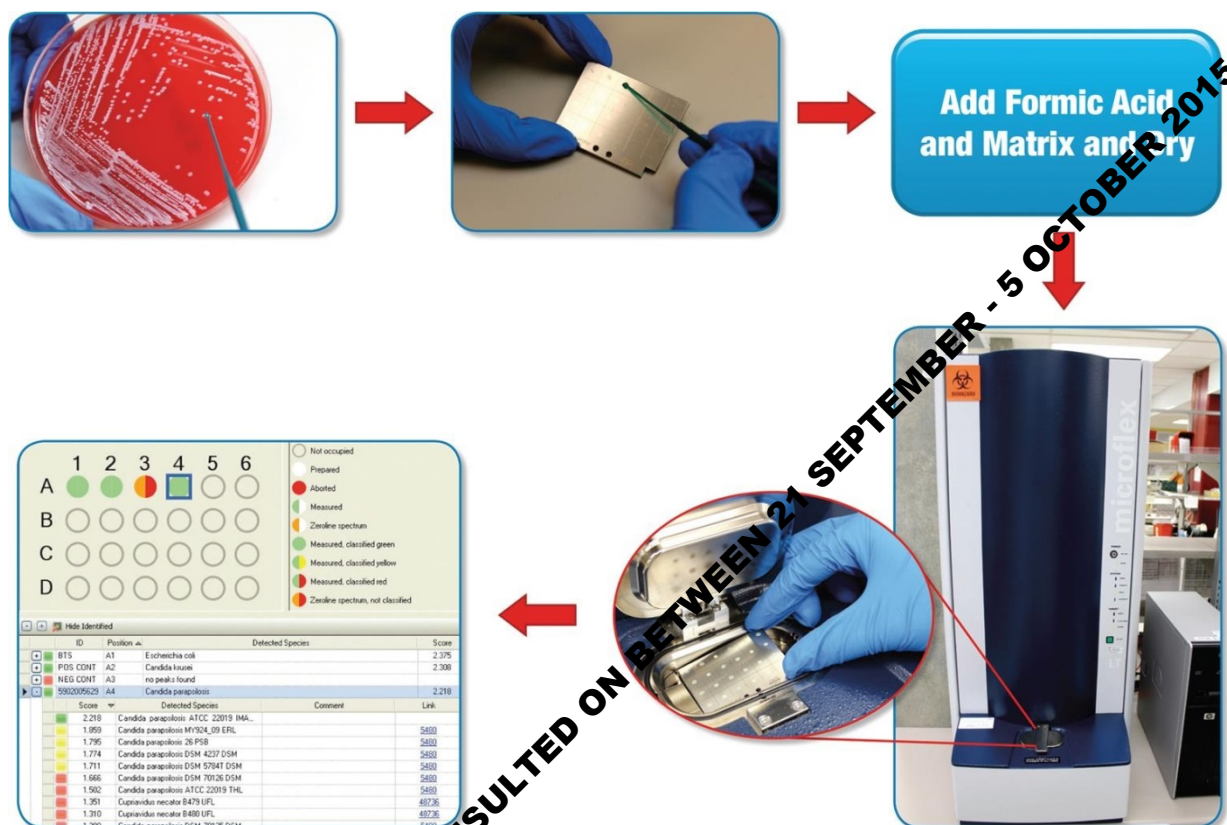 Add Formic Acid
and Matrix and
SULTED ON BETWEEN 21 SEPTEMBER - 5 OCTOBER 2015
microflex
1 2 3 4 5 6
A
B
C
D
Not occupied
Prepared
Aborted
Measured
Zeroline spectrum
Measured, classified green
Measured, classified yellow
Measured, classified red
Zeroline spectrum, not classified
Hide Identified
ID Position Detected Species Score
BTS A1 Escherichia coli 2.375
POS CONT A2 Candida krusei 2.308
NEG CONT A3 no peaks found
5902005629 A4 Candida parapsilosis 2.218
Score Detected Species Comment Link
2.218 Candida parapsilosis ATCC 22019 IMA...
1.859 Candida parapsilosis MY924_09 ERL 5480
1.795 Candida parapsilosis 26 PSB 5480
1.774 Candida parapsilosis DSM 4237 DSM 5480
1.711 Candida parapsilosis DSM 5784T DSM 5480
1.666 Candida parapsilosis DSM 70126 DSM 5480
1.502 Candida parapsilosis ATCC 22019 THL 5480
1.351 Cupriavidus necator B479 UFL 48736
1.310 Cupriavidus necator B480 UFL 48736